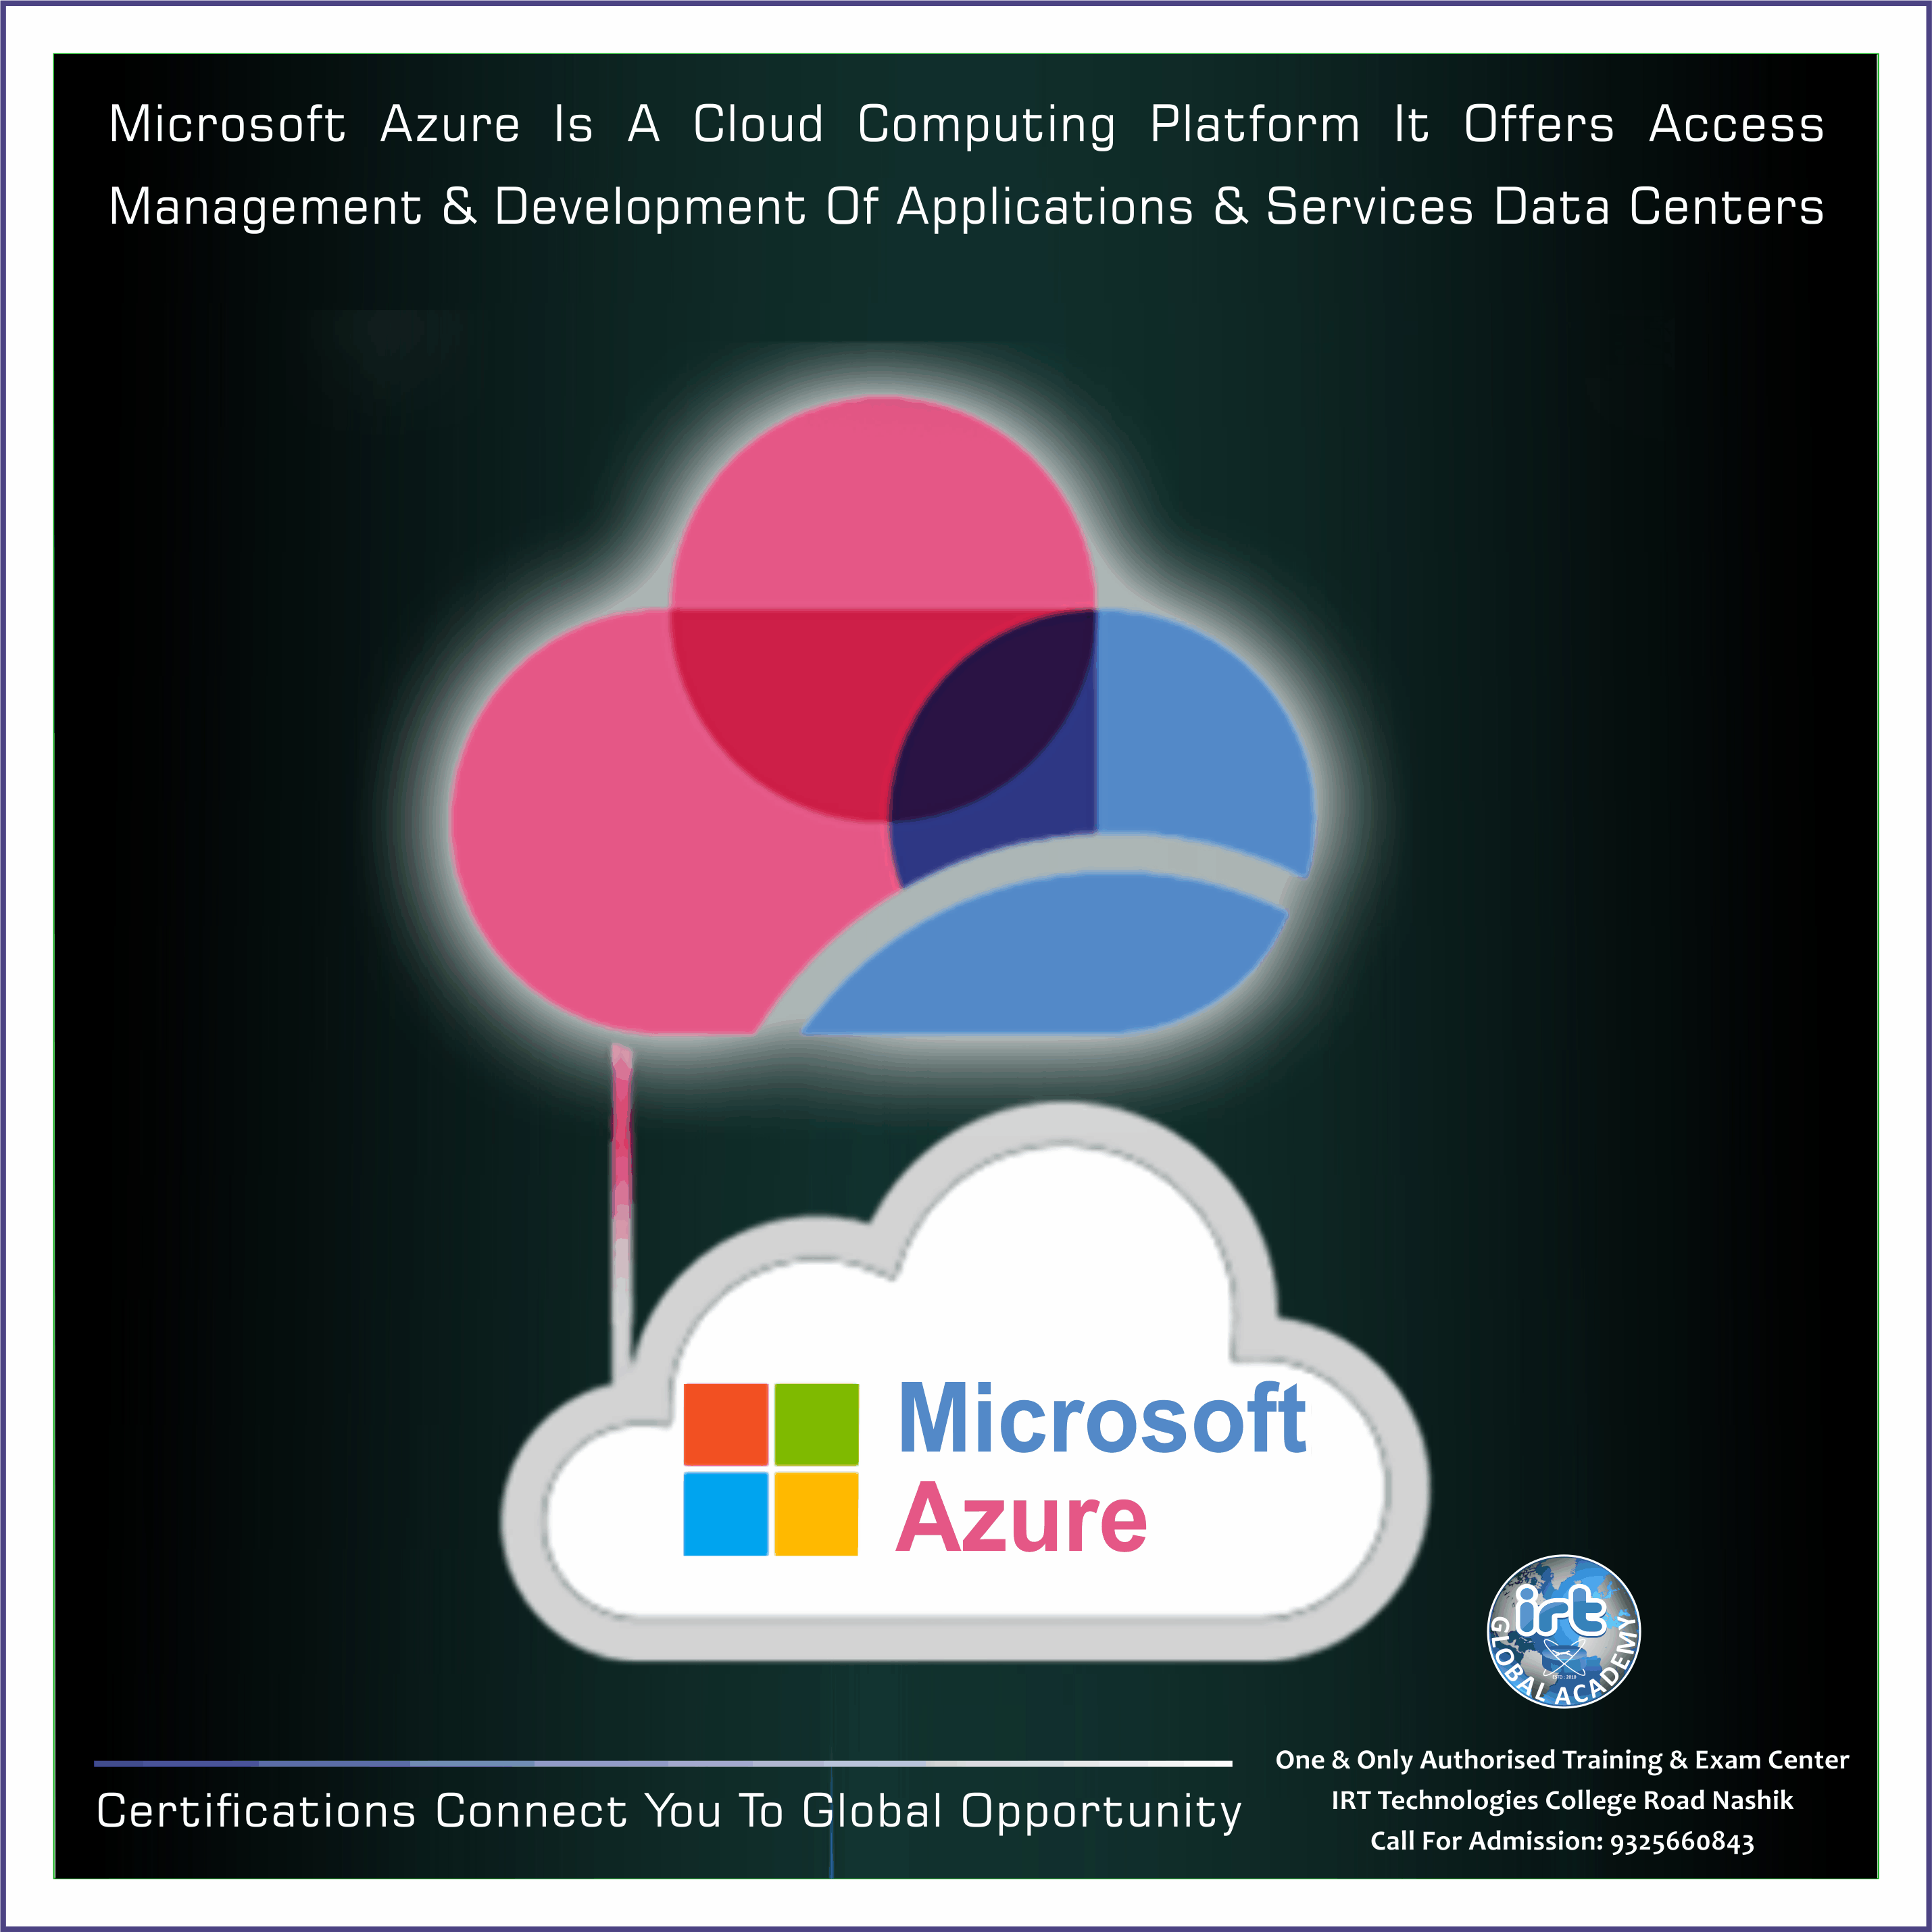 Microsoft Azure Is A Cloud Computing Platform It Offers Access
Management & Development Of Applications & Services Data Centers
Microsoft
Azure
irt
GLOBAL ACADEMY
ESTD : 2010
One & Only Authorised Training & Exam Center
IRT Technologies College Road Nashik
Call For Admission: 9325660843
Certifications Connect You To Global Opportunity